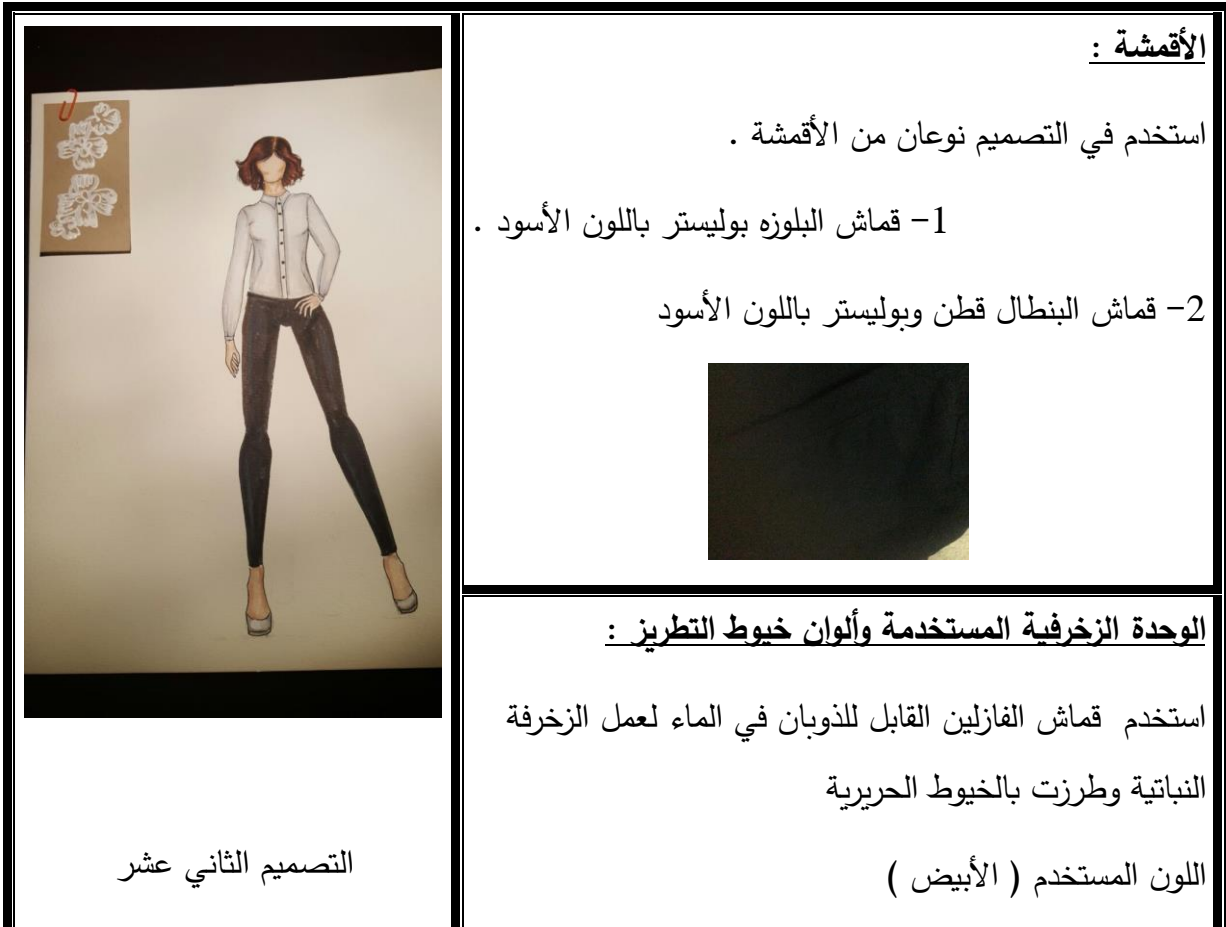 الأقمشة :
استخدم في التصميم نوعان من الأقمشة .
1- قماش البلوزه بوليستر باللون الأسود .
2- قماش البنطال قطن وبوليستر باللون الأسود
الوحدة الزخرفية المستخدمة وألوان خيوط التطريز :
استخدم قماش الفازلين القابل للذوبان في الماء لعمل الزخرفة
النباتية وطرزت بالخيوط الحريرية
اللون المستخدم ( الأبيض )
التصميم الثاني عشر